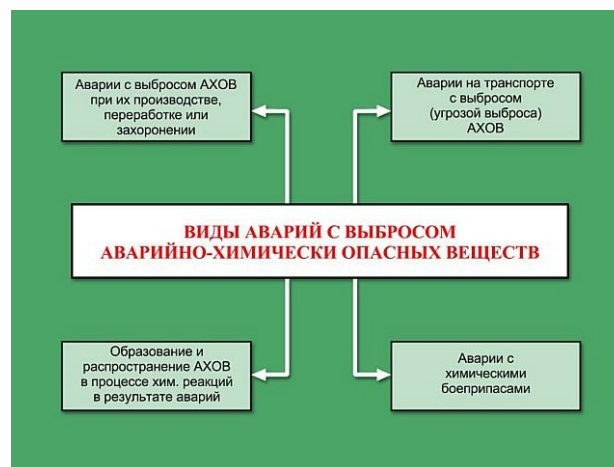 Аварии с выбросом АХОВ
при их производстве,
переработке или
захоронении
Аварии на транспорте
с выбросом
(угрозой выброса)
АХОВ
ВИДЫ АВАРИЙ С ВЫБРОСОМ
АВАРИЙНО-ХИМИЧЕСКИ ОПАСНЫХ ВЕЩЕСТВ
Образование и
распространение АХОВ
в процессе хим. реакций
в результате аварий
Аварии с
химическими
боеприпасами